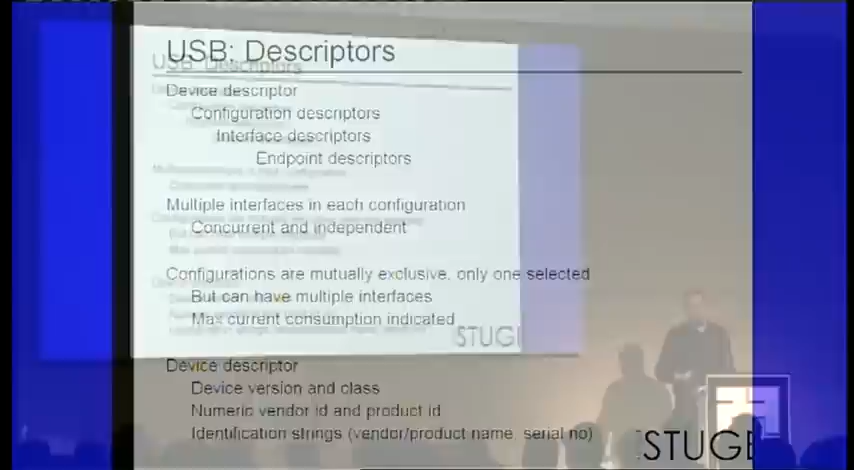 USB: Descriptors
Device descriptor
Configuration descriptors
Interface descriptors
Endpoint descriptors
Multiple interfaces in each configuration
Concurrent and independent
Configurations are mutually exclusive, only one selected
But can have multiple interfaces
Max current consumption indicated
Device descriptor
Device version and class
Numeric vendor id and product id
Identification strings (vendor/product name, serial no)
STUGE